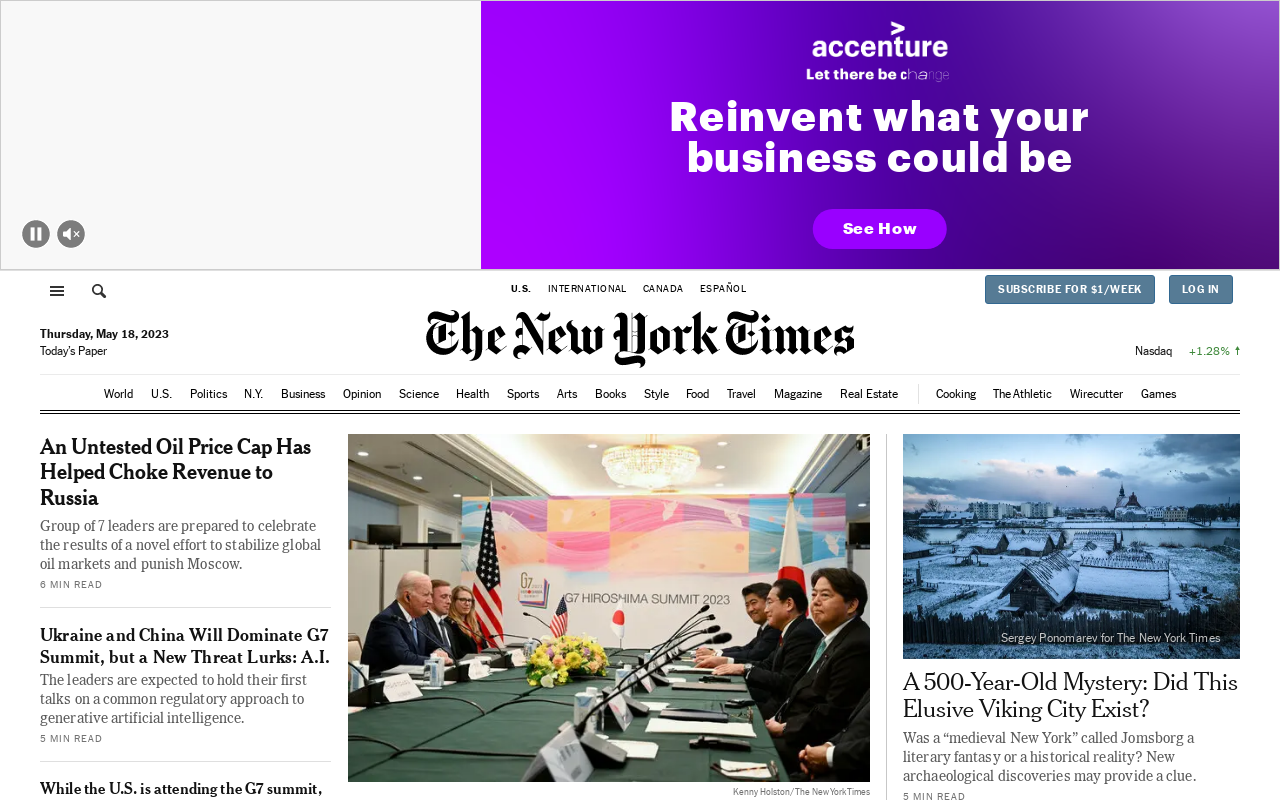 accenture
Let there be change
Reinvent what your
business could be
See How
U.S. INTERNATIONAL CANADA ESPAÑOL
SUBSCRIBE FOR $1/WEEK LOG IN
Thursday, May 18, 2023
Today's Paper
The New York Times
Nasdaq +1.28%
World U.S. Politics N.Y. Business Opinion Science Health Sports Arts Books Style Food Travel Magazine Real Estate Cooking The Athletic Wirecutter Games
An Untested Oil Price Cap Has
Helped Choke Revenue to
Russia
Group of 7 leaders are prepared to celebrate
the results of a novel effort to stabilize global
oil markets and punish Moscow.
6 MIN READ
Ukraine and China Will Dominate G7
Summit, but a New Threat Lurks: A.I.
The leaders are expected to hold their first
talks on a common regulatory approach to
generative artificial intelligence.
5 MIN READ
While the U.S. is attending the G7 summit,
G7
G7 HIROSHIMA SUMMIT 2023
Kenny Holston/The New York Times
Sergey Ponomarev for The New York Times
A 500-Year-Old Mystery: Did This
Elusive Viking City Exist?
Was a “medieval New York” called Jomsborg a
literary fantasy or a historical reality? New
archaeological discoveries may provide a clue.
5 MIN READ